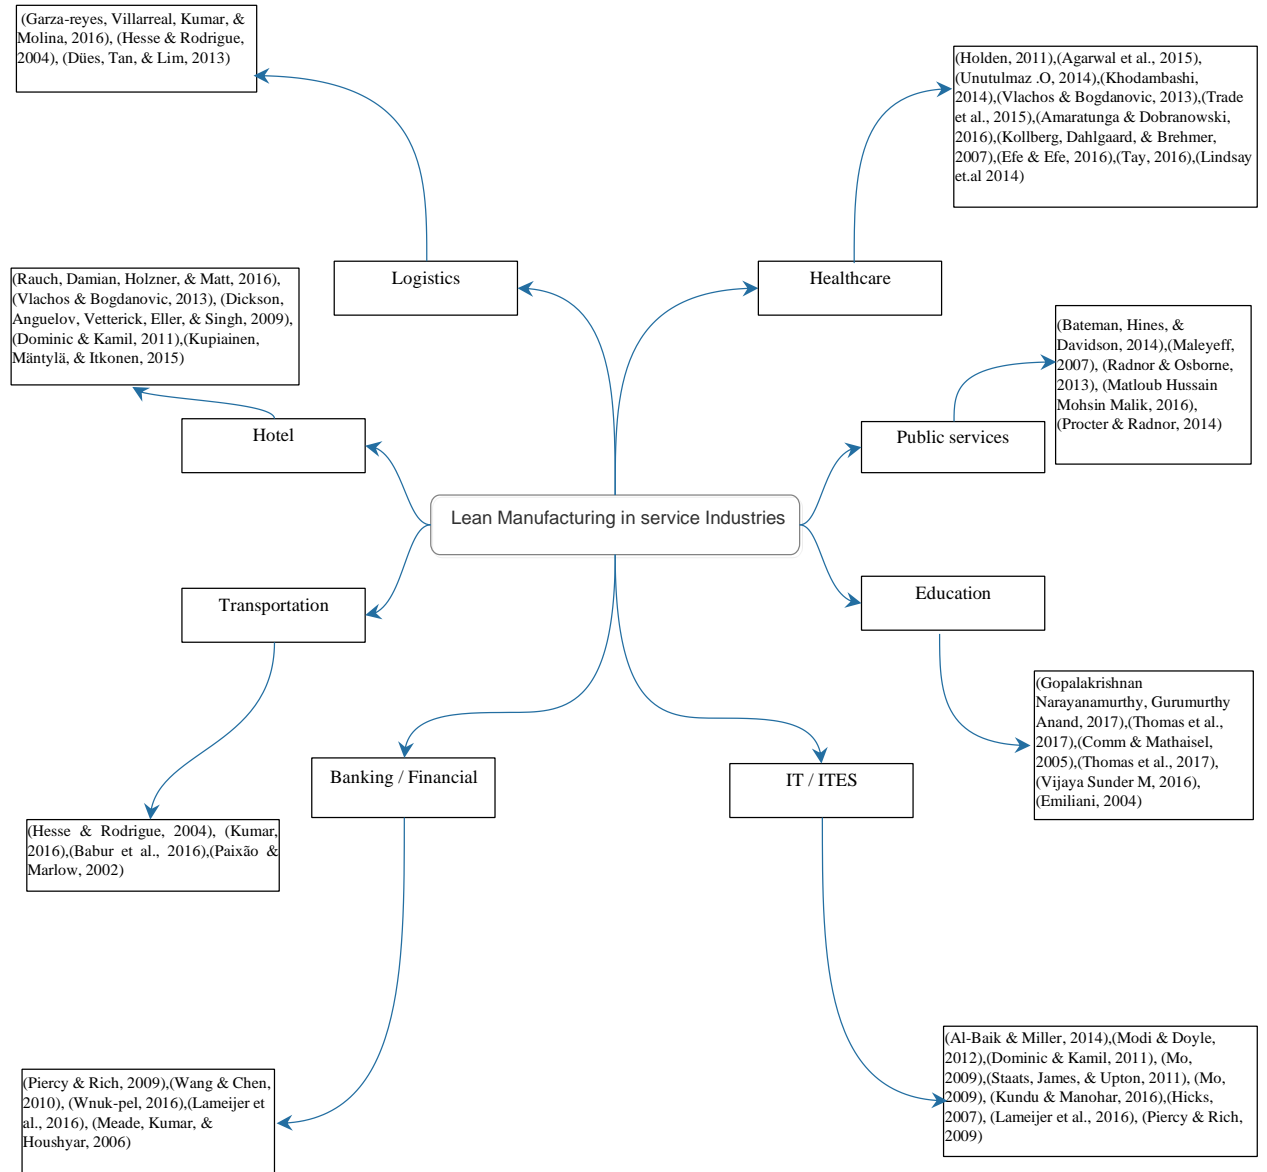 (Garza-reyes, Villarreal, Kumar, &
Molina, 2016), (Hesse & Rodrigue,
2004), (Dües, Tan, & Lim, 2013)
(Holden, 2011),(Agarwal et al., 2015),
(Unutulmaz .O, 2014),(Khodambashi,
2014),(Vlachos & Bogdanovic, 2013),(Trade
et al., 2015),(Amaratunga & Dobranowski,
2016),(Kollberg, Dahlgaard, & Brehmer,
2007),(Efe & Efe, 2016),(Tay, 2016),(Lindsay
et.al 2014)
Logistics
Healthcare
(Rauch, Damian, Holzner, & Matt, 2016),
(Vlachos & Bogdanovic, 2013), (Dickson,
Anguelov, Vetterick, Eller, & Singh, 2009),
(Dominic & Kamil, 2011),(Kupiainen,
Mäntylä, & Itkonen, 2015)
(Bateman, Hines, &
Davidson, 2014),(Maleyeff,
2007), (Radnor & Osborne,
2013), (Matloub Hussain
Mohsin Malik, 2016),
(Procter & Radnor, 2014)
Hotel
Public services
Lean Manufacturing in service Industries
Transportation
Education
(Gopalakrishnan
Narayanamurthy, Gurumurthy
Anand, 2017),(Thomas et al.,
2017),(Comm & Mathaisel,
2005),(Thomas et al., 2017),
(Vijaya Sunder M, 2016),
(Emiliani, 2004)
Banking / Financial
IT / ITES
(Hesse & Rodrigue, 2004), (Kumar,
2016),(Babur et al., 2016),(Paixão &
Marlow, 2002)
(Piercy & Rich, 2009),(Wang & Chen,
2010), (Wnuk-pel, 2016),(Lameijer et
al., 2016), (Meade, Kumar, &
Houshyar, 2006)
(Al-Baik & Miller, 2014),(Modi & Doyle,
2012),(Dominic & Kamil, 2011), (Mo,
2009),(Staats, James, & Upton, 2011), (Mo,
2009), (Kundu & Manohar, 2016),(Hicks,
2007), (Lameijer et al., 2016), (Piercy & Rich,
2009)